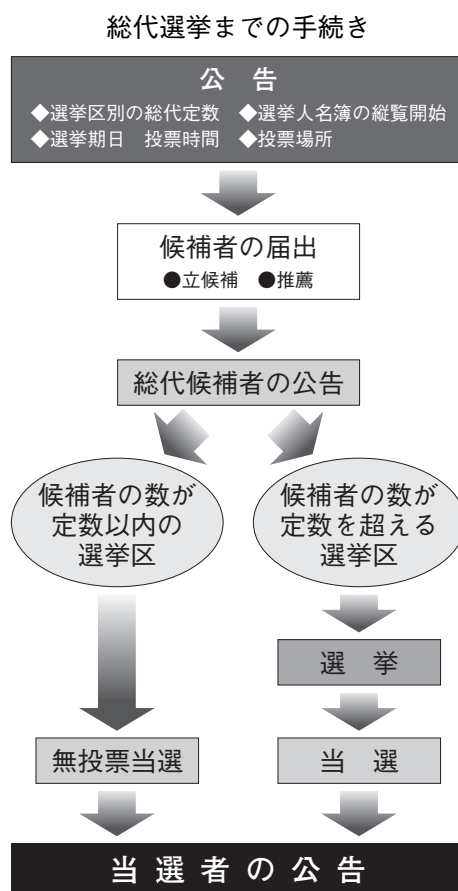 総代選挙までの手続き
公　告
◆選挙区別の総代定数　◆選挙人名簿の縦覧開始
◆選挙期日　投票時間　◆投票場所
候補者の届出
●立候補　●推薦
総代候補者の公告
候補者の数が
定数以内の
選挙区
候補者の数が
定数を超える
選挙区
選　挙
無投票当選
当　選
当選者の公告